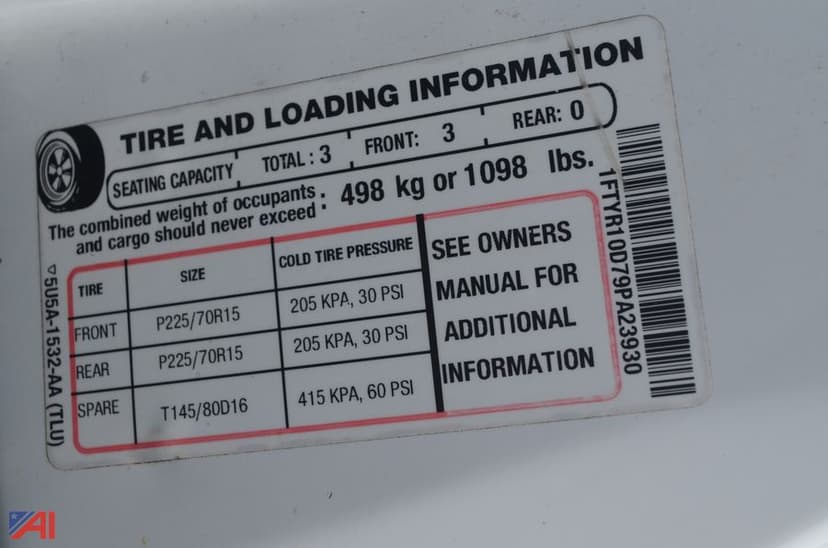 TIRE AND LOADING INFORMATION
SEATING CAPACITY TOTAL : 3 FRONT: 3 REAR: 0
The combined weight of occupants
and cargo should never exceed : 498 kg or 1098 lbs.
TIRE SIZE COLD TIRE PRESSURE
FRONT P225/70R15 205 KPA, 30 PSI
REAR P225/70R15 205 KPA, 30 PSI
SPARE T145/80D16 415 KPA, 60 PSI
SEE OWNERS
MANUAL FOR
ADDITIONAL
INFORMATION
5U5A-1532-AA (TLU)
1FTYR10D79PA23930
AI